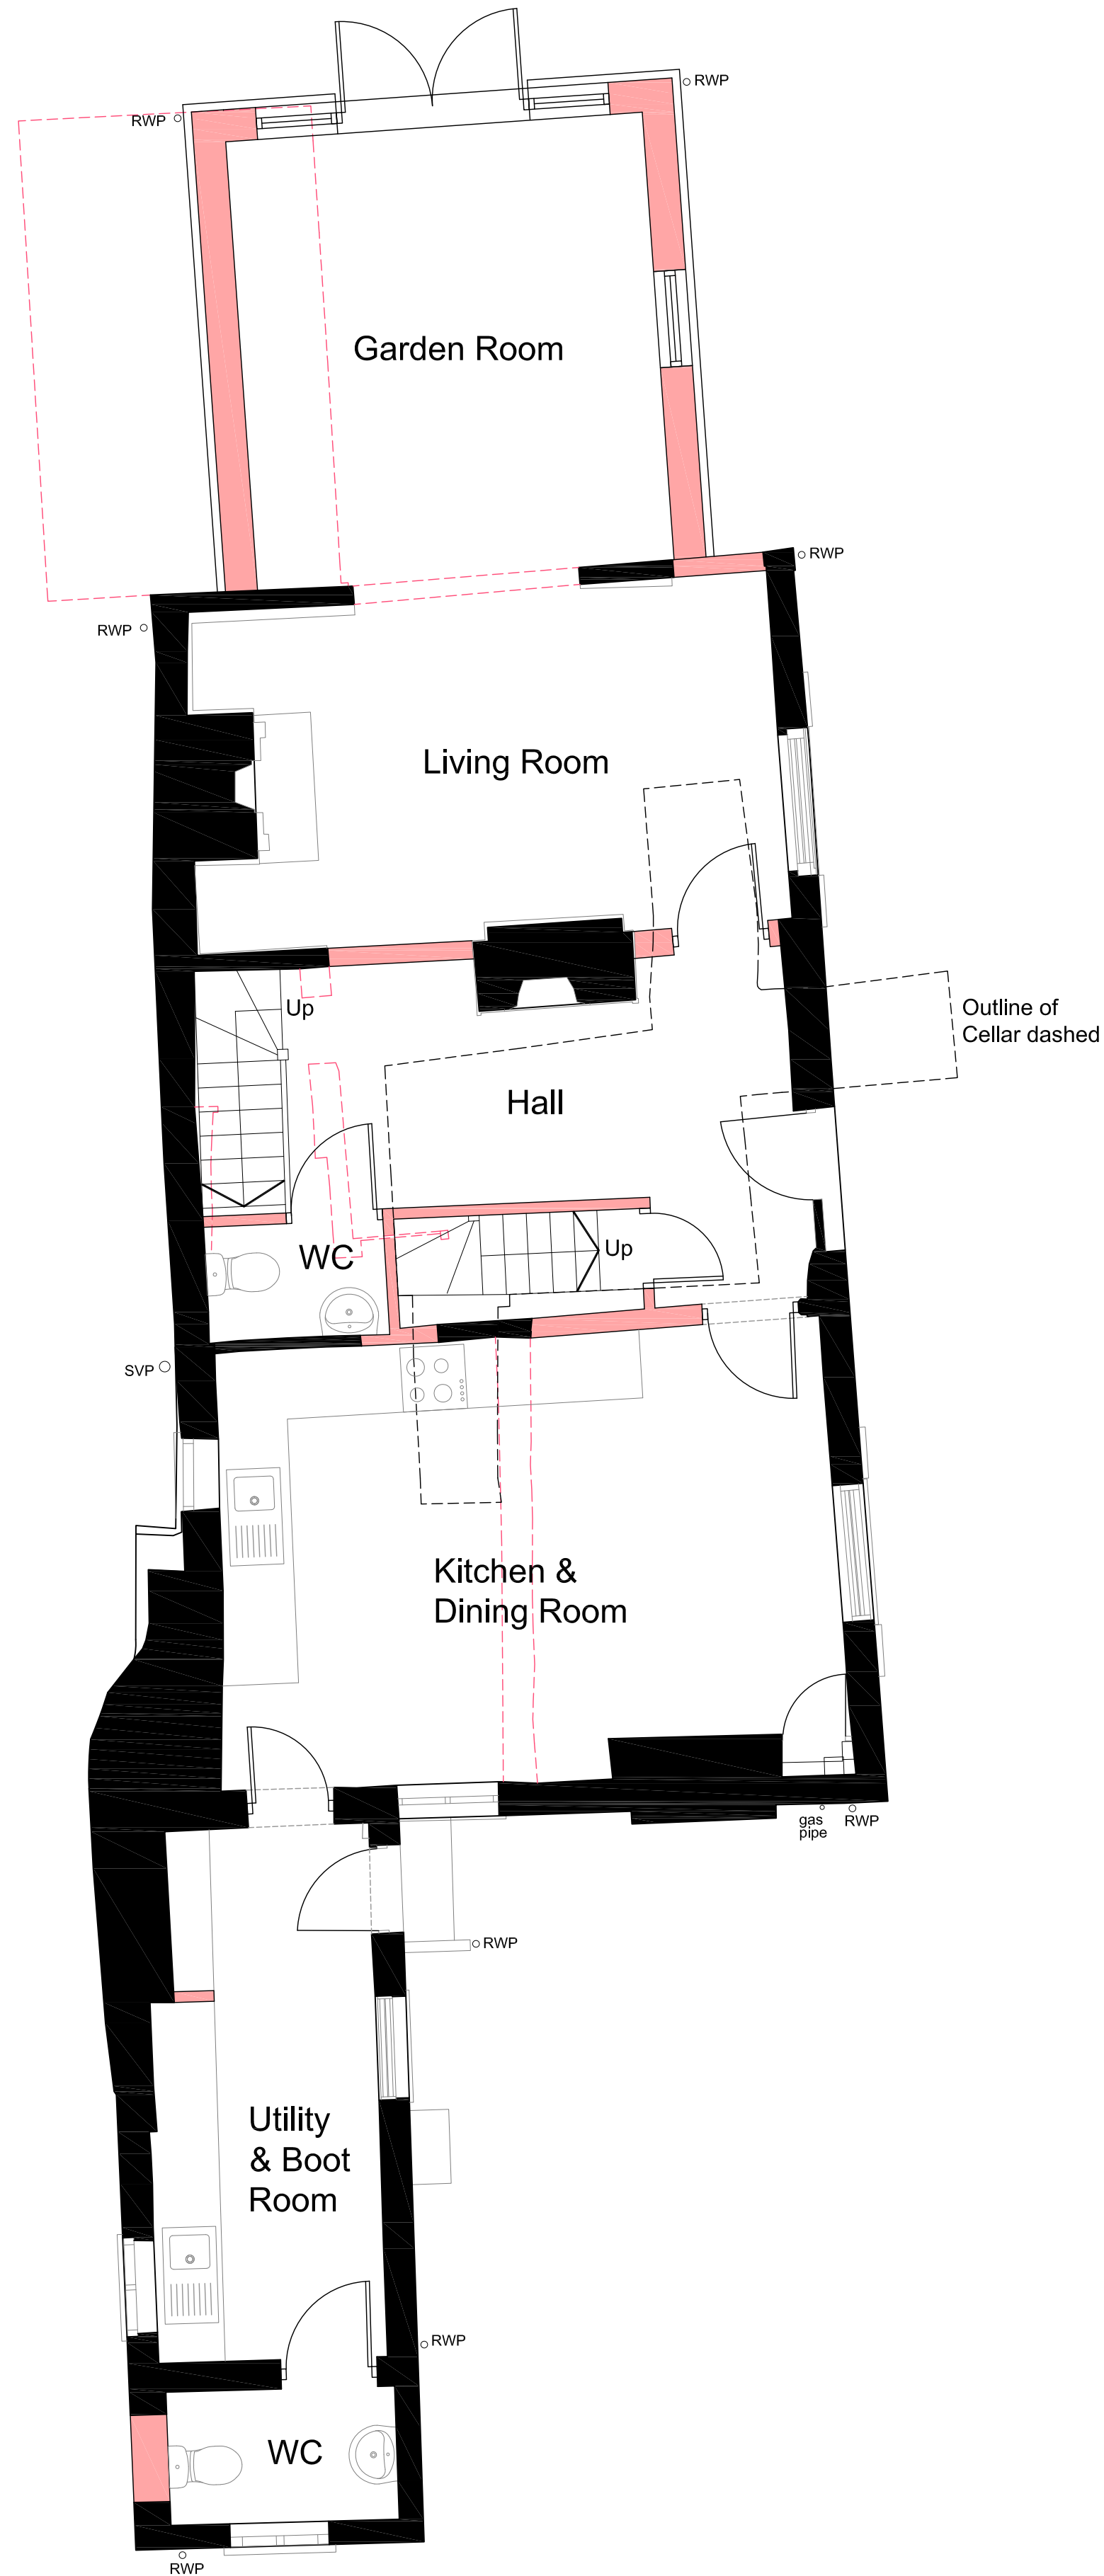 RWP
RWP
Garden Room
RWP
RWP
Living Room
Up
Outline of
Cellar dashed
Hall
WC
Up
SVP
Kitchen &
Dining Room
gas
pipe
RWP
RWP
Utility
& Boot
Room
RWP
WC
RWP